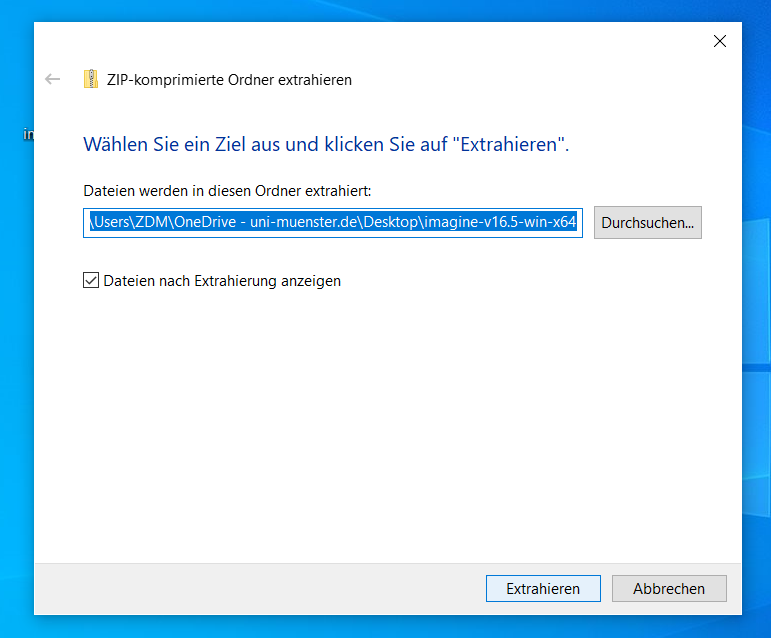 ZIP-komprimierte Ordner extrahieren
Wählen Sie ein Ziel aus und klicken Sie auf "Extrahieren".
Dateien werden in diesen Ordner extrahiert:
\Users\ZDM\OneDrive - uni-muenster.de\Desktop\imagine-v16.5-win-x64
Durchsuchen...
Dateien nach Extrahierung anzeigen
Extrahieren
Abbrechen